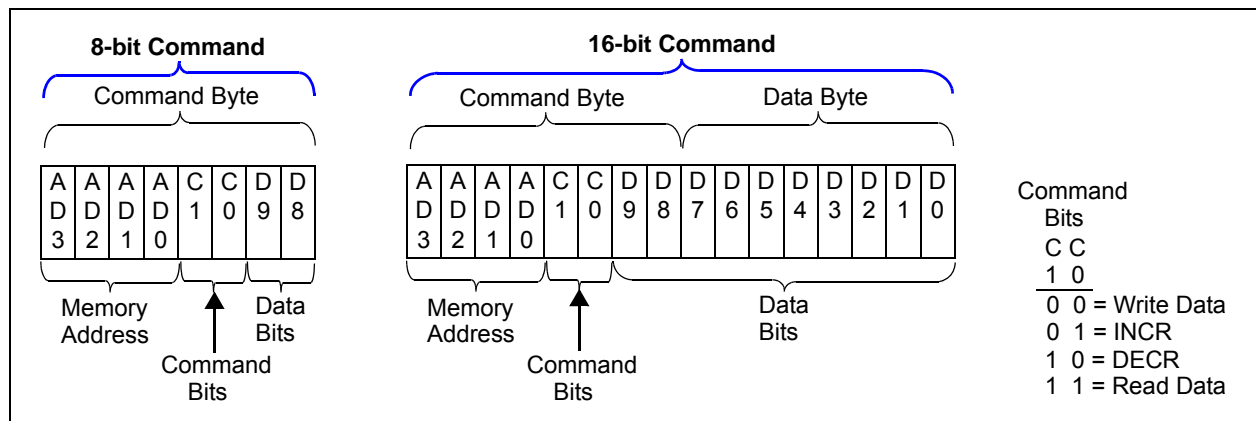 8-bit Command
16-bit Command
Command Byte
Command Byte
Data Byte
A A A A C C D D
D D D D 1 0 9 8
3 2 1 0
A A A A C C D D D D D D D D D D
D D D D 1 0 9 8 7 6 5 4 3 2 1 0
3 2 1 0
Memory
Address
Data
Bits
Command
Bits
Memory
Address
Data
Bits
Command
Bits
Command
Bits
C C
1 0
0 0 = Write Data
0 1 = INCR
1 0 = DECR
1 1 = Read Data